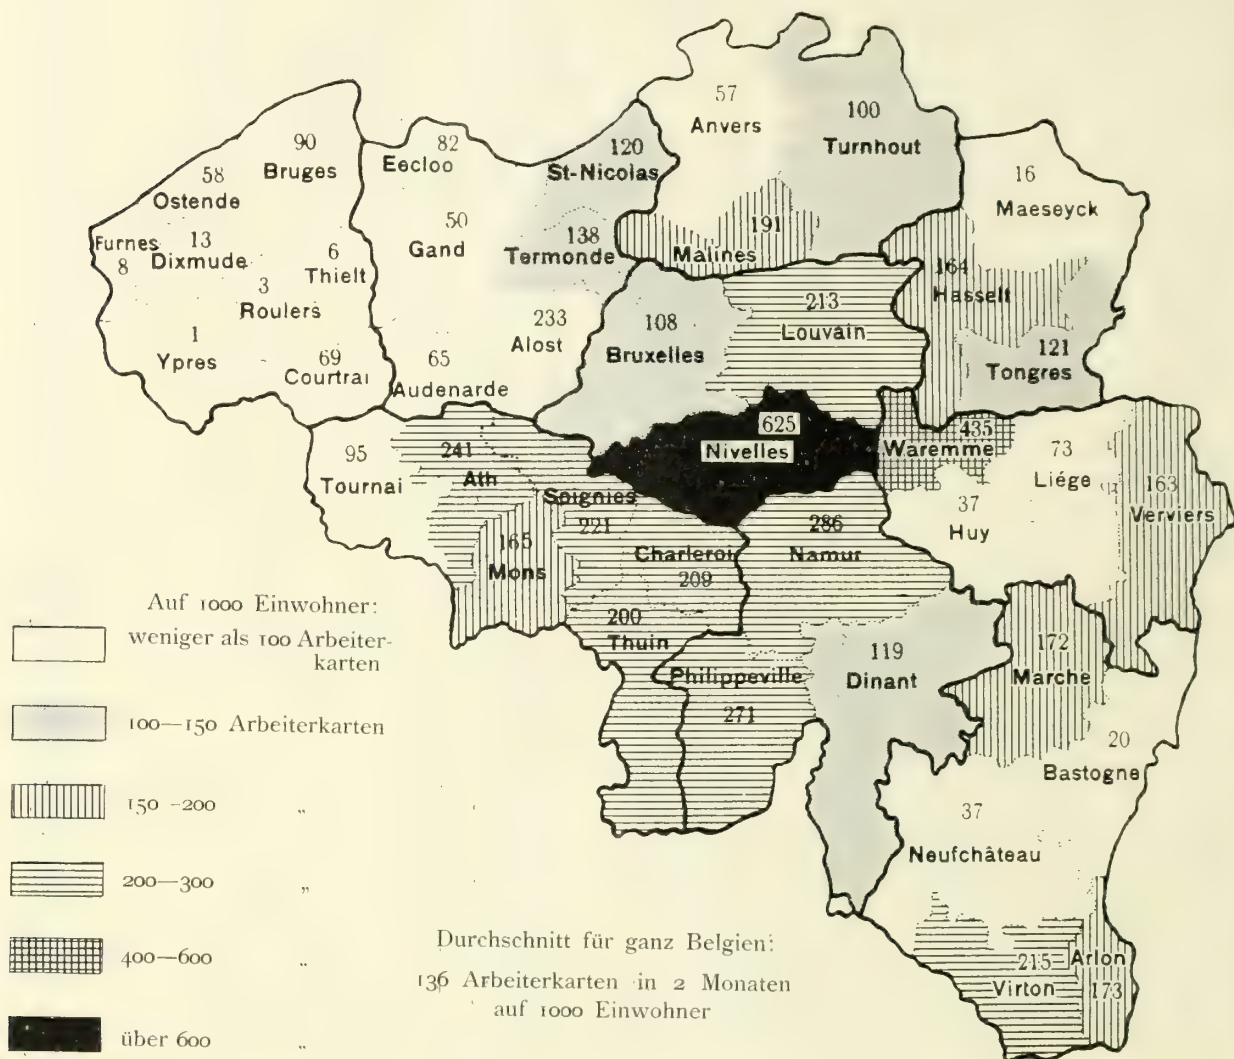 57
Anvers
100
Turnhout
90
Bruges
82
Eecloo
120
St-Nicolas
58
Ostende
16
Maeseyck
50
Gand
138
Termonde
191
Malines
Furnes
8
13
Dixmude
6
Thielt
3
Roulers
164
Hasselt
213
Louvain
1
Ypres
69
Courtrai
65
Audenarde
233
Alost
108
Bruxelles
121
Tongres
625
Nivelles
435
Waremme
73
Liége
95
Tournai
241
Ath
Soignies
221
37
Huy
163
Verviers
165
Mons
Charleroi
209
286
Namur
200
Thuin
Philippeville
271
119
Dinant
172
Marche
20
Bastogne
37
Neufchâteau
215
Virton
Arlon
173
Auf 1000 Einwohner:
weniger als 100 Arbeiter-
karten
100—150 Arbeiterkarten
150-200 „
200—300 „
400—600 „
über 600 „
Durchschnitt für ganz Belgien:
136 Arbeiterkarten in 2 Monaten
auf 1000 Einwohner